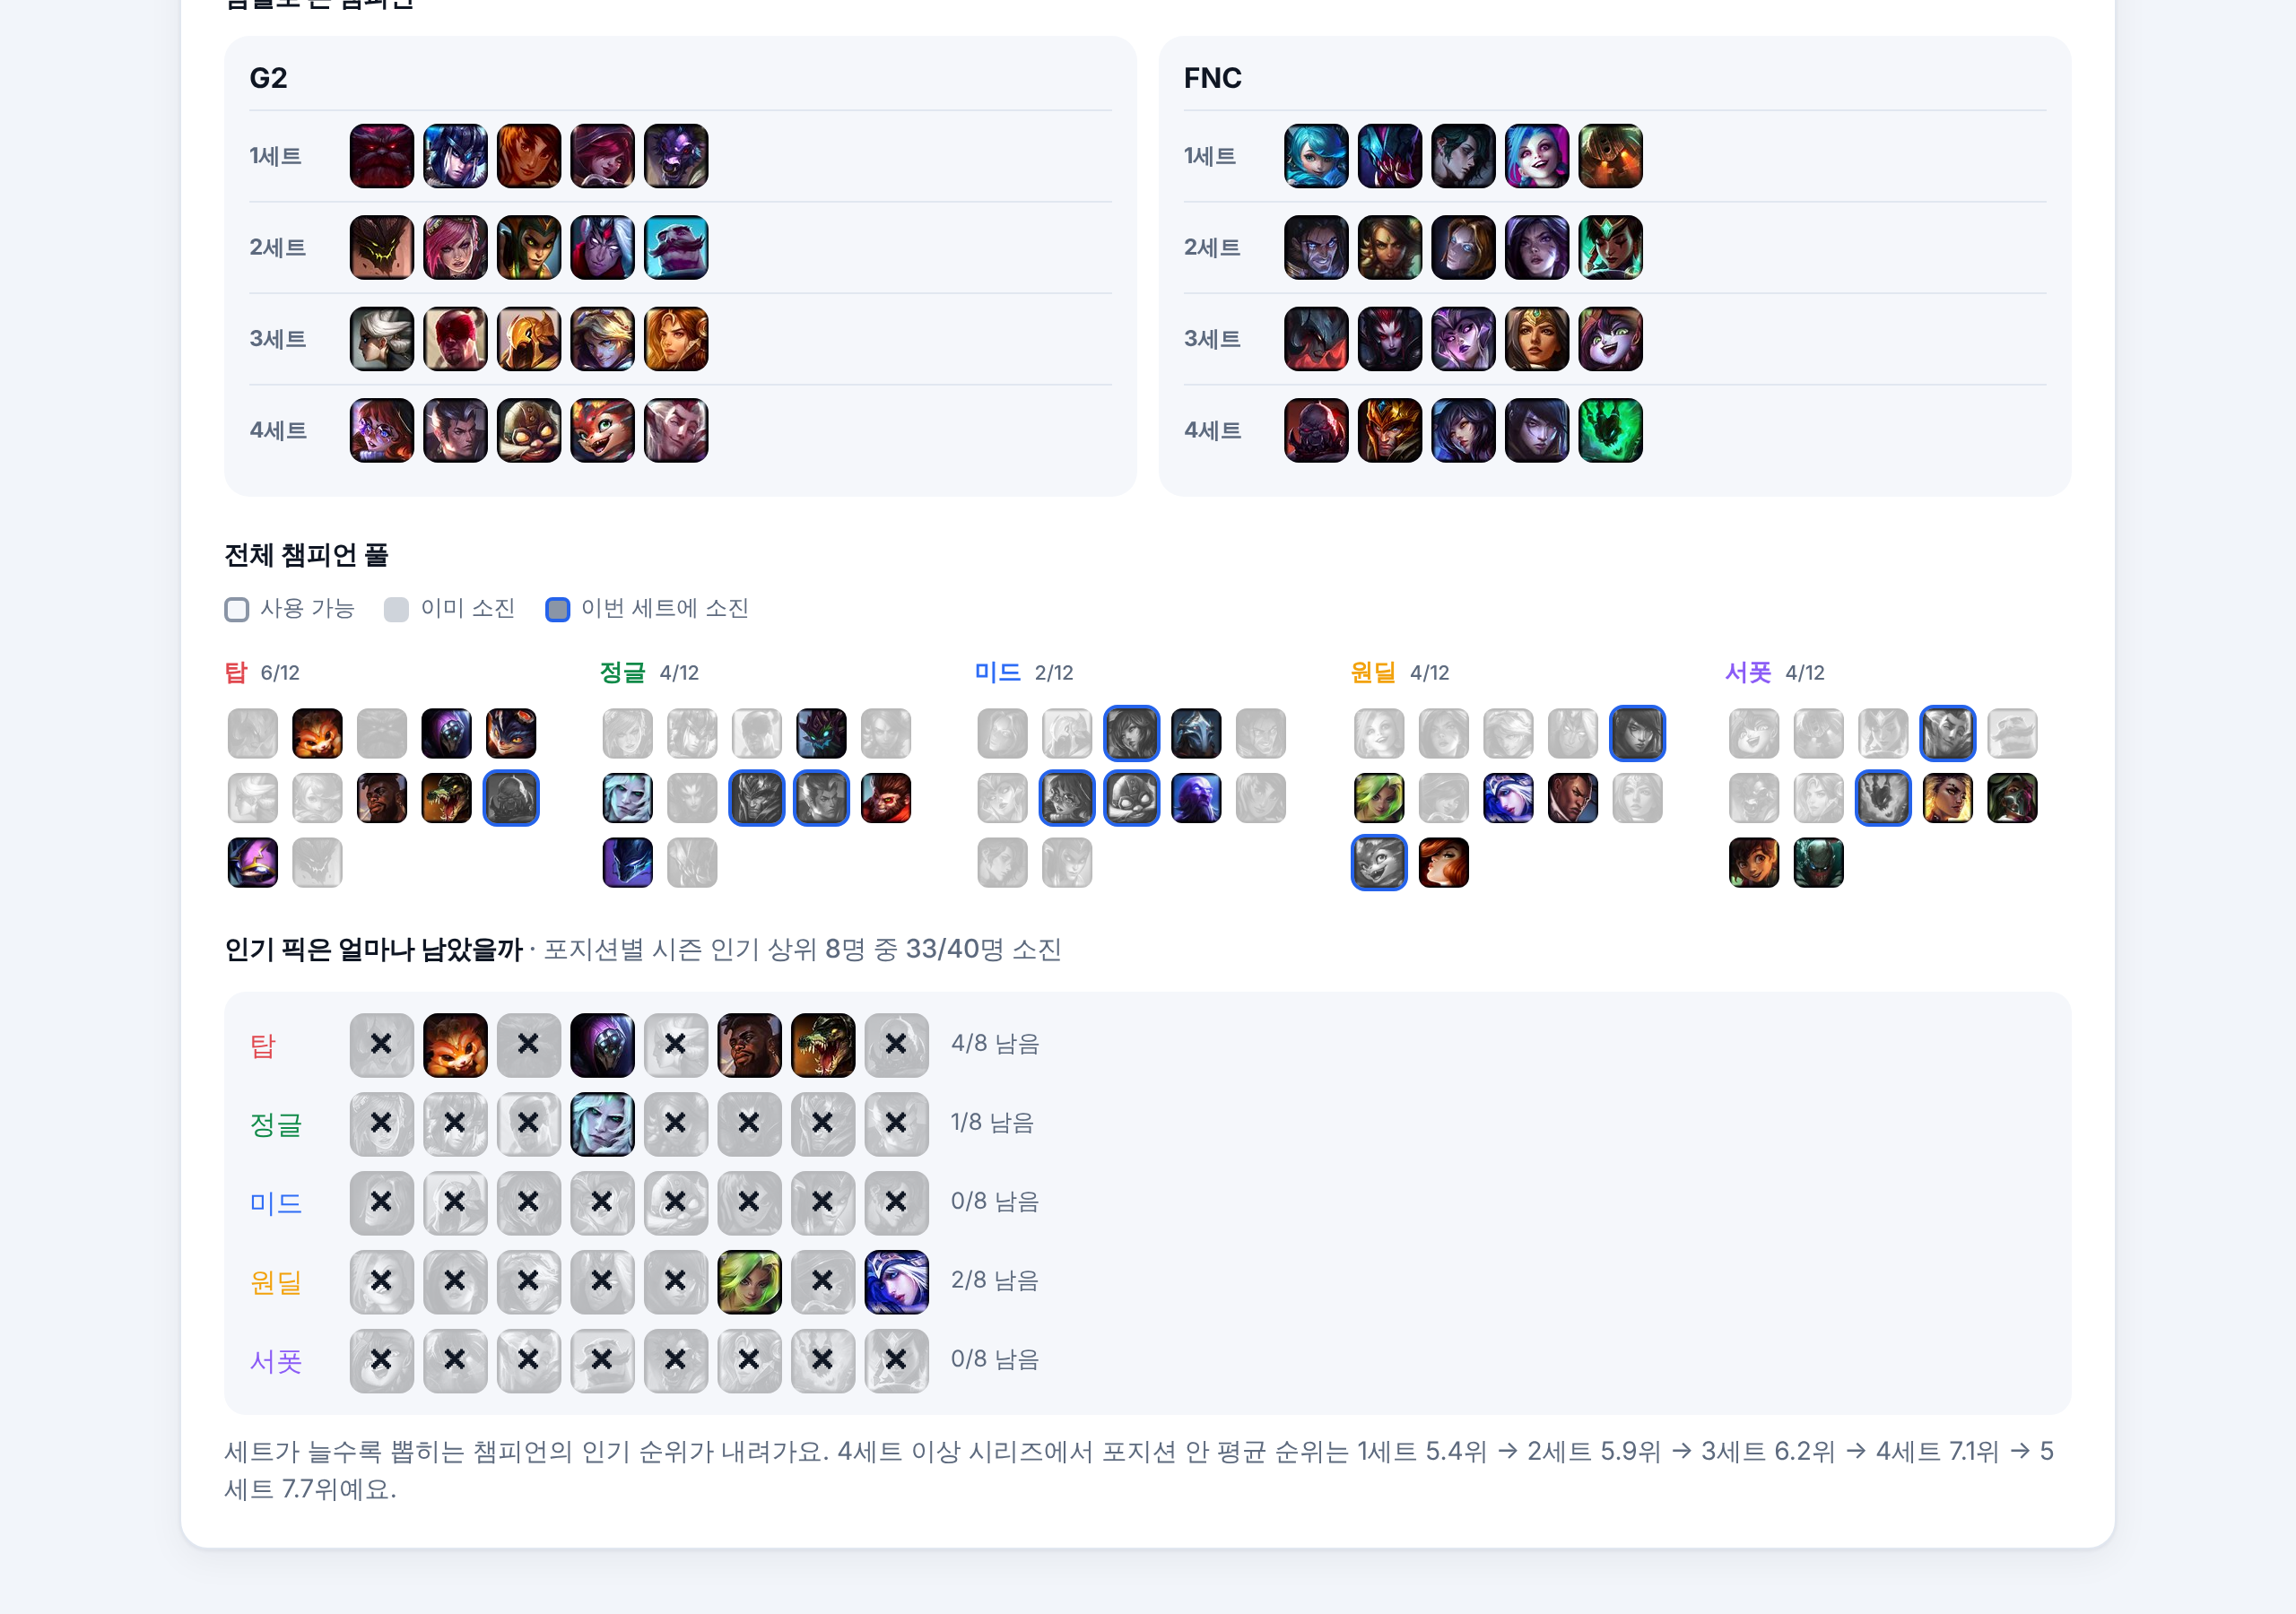 G2
1세트
2세트
3세트
4세트
FNC
1세트
2세트
3세트
4세트
전체 챔피언 풀
사용 가능 이미 소진 이번 세트에 소진
탑 6/12
정글 4/12
미드 2/12
원딜 4/12
서폿 4/12
인기 픽은 얼마나 남았을까 · 포지션별 시즌 인기 상위 8명 중 33/40명 소진
탑 4/8 남음
정글 1/8 남음
미드 0/8 남음
원딜 2/8 남음
서폿 0/8 남음
세트가 늘수록 뽑히는 챔피언의 인기 순위가 내려가요. 4세트 이상 시리즈에서 포지션 안 평균 순위는 1세트 5.4위 → 2세트 5.9위 → 3세트 6.2위 → 4세트 7.1위 → 5
세트 7.7위예요.